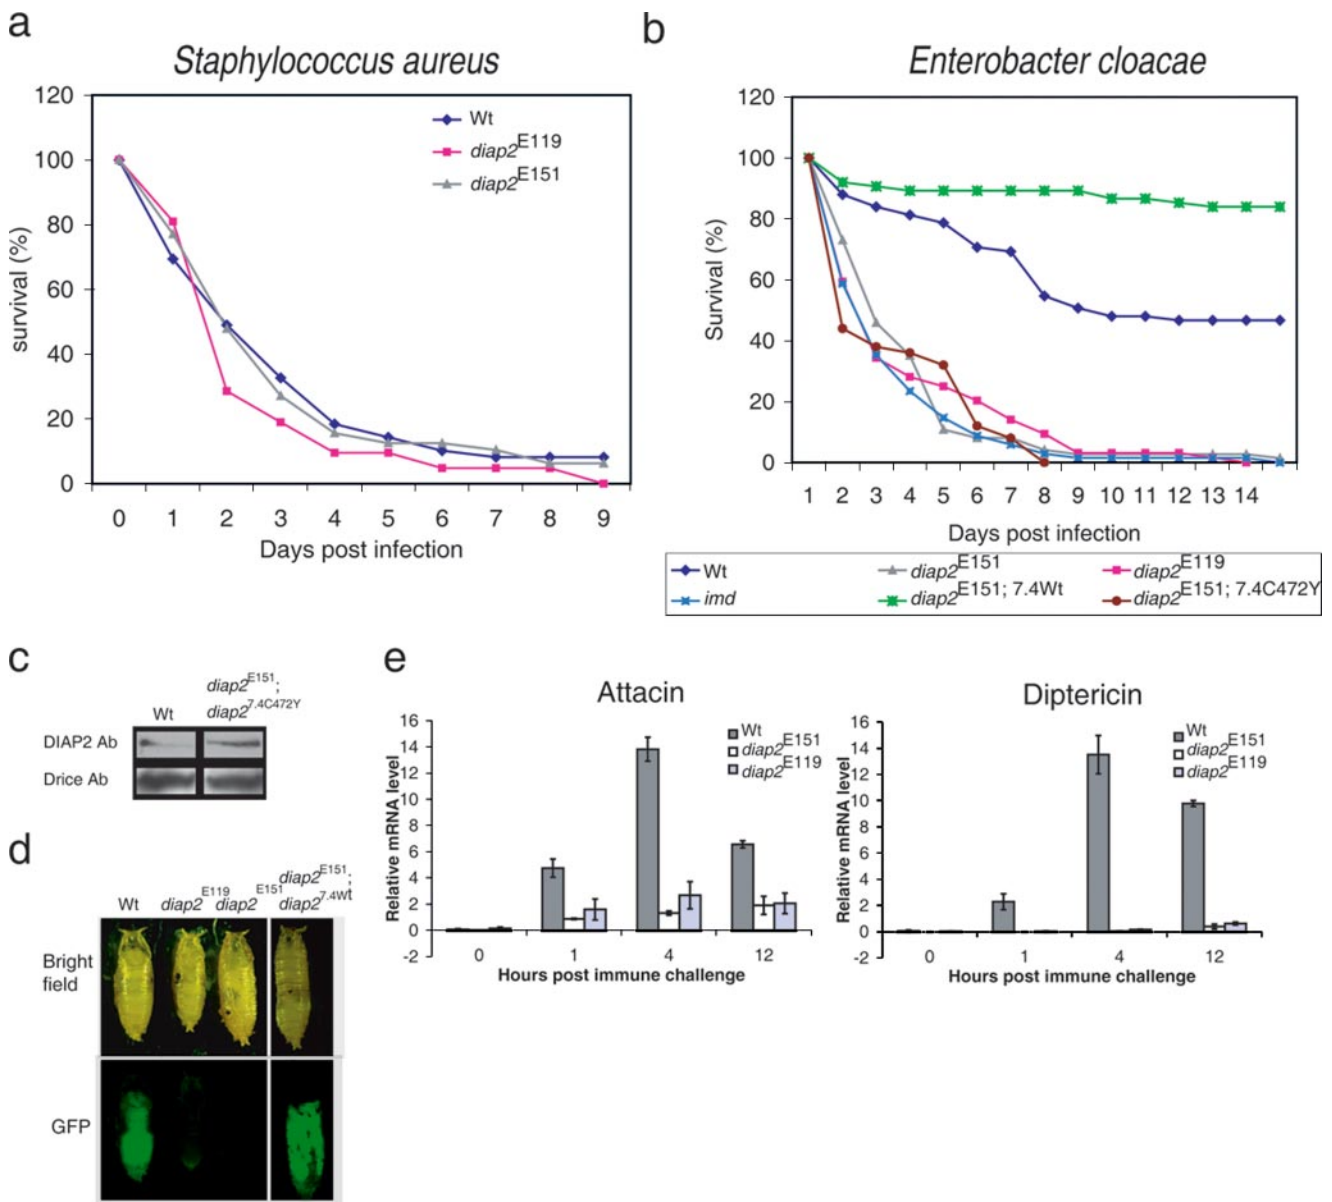 a
Staphylococcus aureus
120
100
80
60
40
20
0
survival (%)
Wt
diap2E119
diap2E151
0 1 2 3 4 5 6 7 8 9
Days post infection
b
Enterobacter cloacae
120
100
80
60
40
20
0
Survival (%)
1 2 3 4 5 6 7 8 9 10 11 12 13 14
Days post infection
Wt diap2E151 diap2E119
imd diap2E151; 7.4Wt diap2E151; 7.4C472Y
c
Wt
diap2E151;
diap27.4C472Y
DIAP2 Ab
Drice Ab
d
Wt diap2E119 diap2E151 diap2E151;
diap27.4Wt
Bright
field
GFP
e
Attacin
16
14
12
10
8
6
4
2
0
-2
Relative mRNA level
Wt
diap2E151
diap2E119
0 1 4 12
Hours post immune challenge
Diptericin
16
14
12
10
8
6
4
2
0
-2
Relative mRNA level
Wt
diap2E151
diap2E119
0 1 4 12
Hours post immune challenge